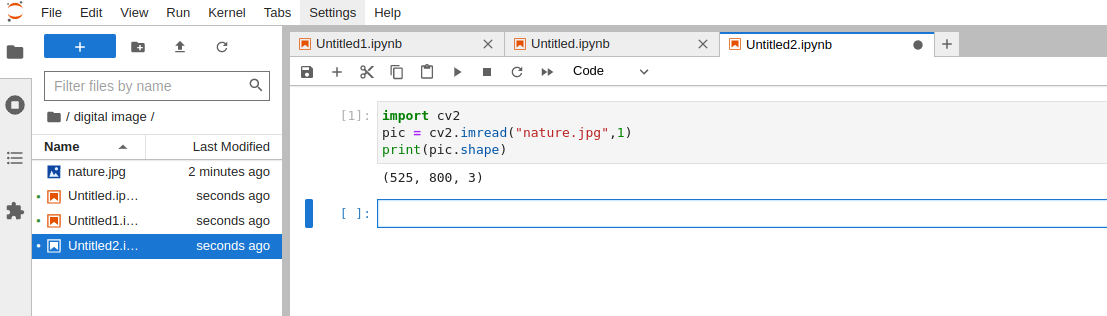 File Edit View Run Kernel Tabs Settings Help
Untitled1.ipynb
Untitled.ipynb
Untitled2.ipynb
Code
Filter files by name
/ digital image /
Name Last Modified
nature.jpg 2 minutes ago
Untitled.ip… seconds ago
Untitled1.i… seconds ago
Untitled2.i… seconds ago
[1]: import cv2
pic = cv2.imread("nature.jpg",1)
print(pic.shape)
(525, 800, 3)
[ ]: